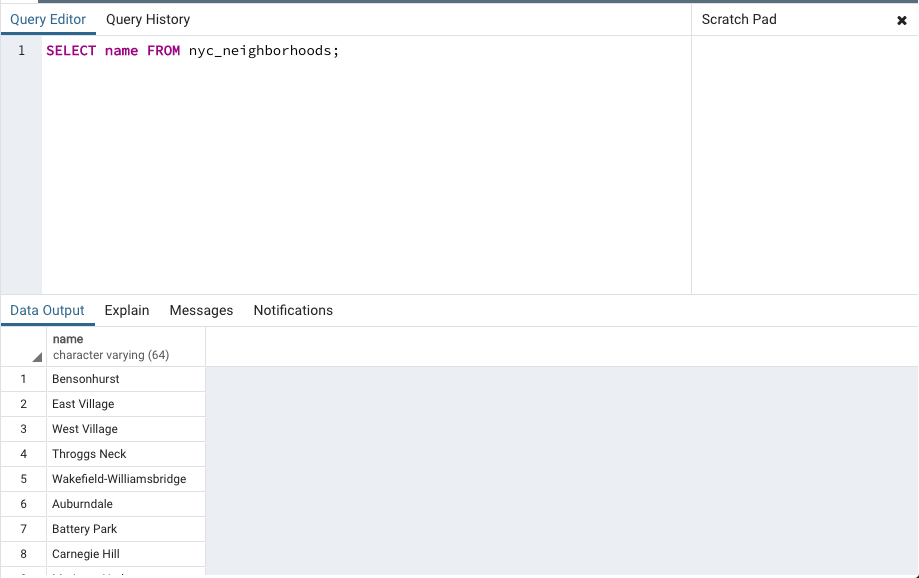 Query Editor Query History Scratch Pad
1 SELECT name FROM nyc_neighborhoods;
Data Output Explain Messages Notifications
name
character varying (64)
1 Bensonhurst
2 East Village
3 West Village
4 Throggs Neck
5 Wakefield-Williamsbridge
6 Auburndale
7 Battery Park
8 Carnegie Hill